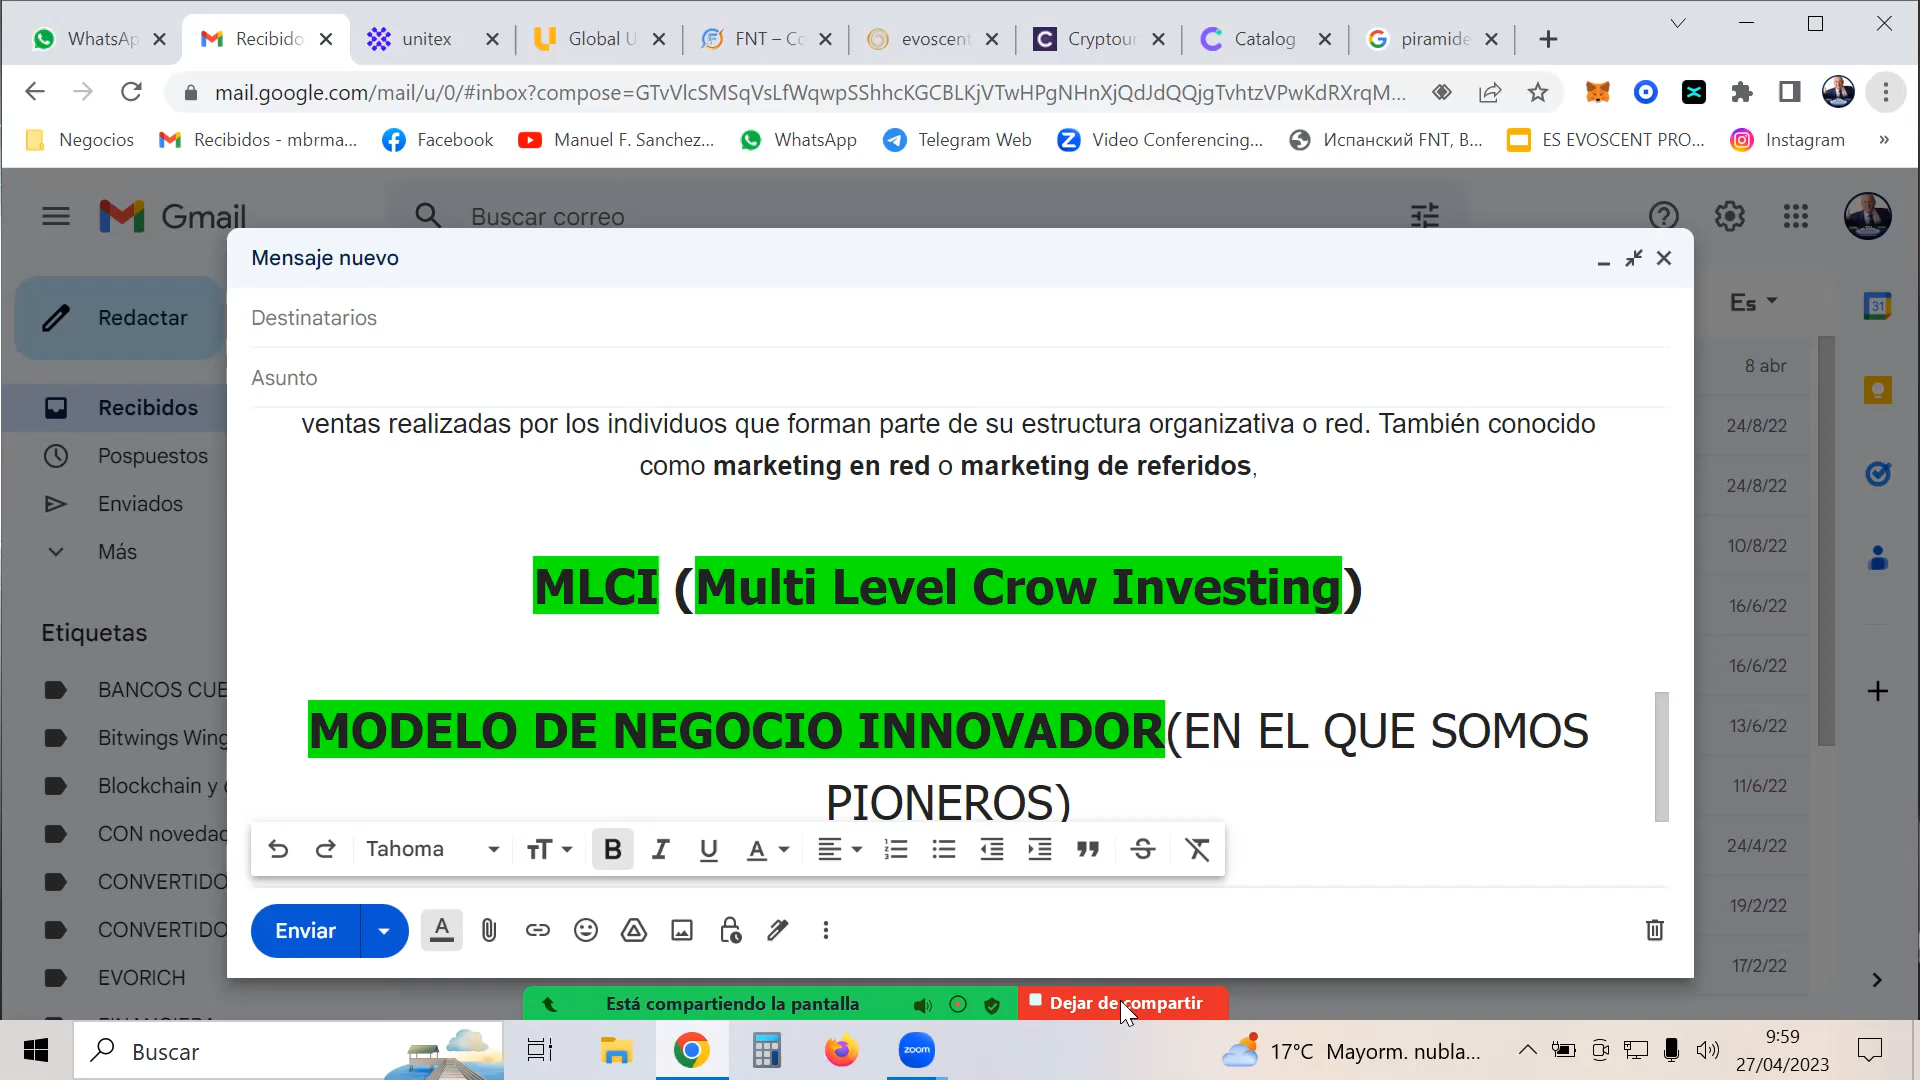 WhatsAp
Recibido
unitex
Global U
FNT – Co
evoscent
Cryptour
Catalog
piramide
mail.google.com/mail/u/0/#inbox?compose=GTvVlcSMSqVsLfWqwpSShhcKGCBLKjVTwHPgNHnXjQdJdQQjgTvhtzVPwKdRXrqM...
Negocios
Recibidos - mbrma...
Facebook
Manuel F. Sanchez...
WhatsApp
Telegram Web
Video Conferencing...
Испанский FNT, B...
ES EVOSCENT PRO...
Instagram
»
Gmail
Buscar correo
Redactar
Recibidos
Pospuestos
Enviados
Más
Etiquetas
BANCOS CUE
Bitwings Wing
Blockchain y
CON novedad
CONVERTIDO
CONVERTIDO
EVORICH
FINANCIERA
Mensaje nuevo
Destinatarios
Asunto
ventas realizadas por los individuos que forman parte de su estructura organizativa o red. También conocido
como marketing en red o marketing de referidos,
MLCI (Multi Level Crow Investing)
MODELO DE NEGOCIO INNOVADOR(EN EL QUE SOMOS
PIONEROS)
Tahoma
Enviar
Es
8 abr
24/8/22
24/8/22
10/8/22
16/6/22
16/6/22
13/6/22
11/6/22
24/4/22
19/2/22
17/2/22
31
Está compartiendo la pantalla
Dejar de compartir
Buscar
zoom
17°C Mayorm. nubla...
9:59
27/04/2023